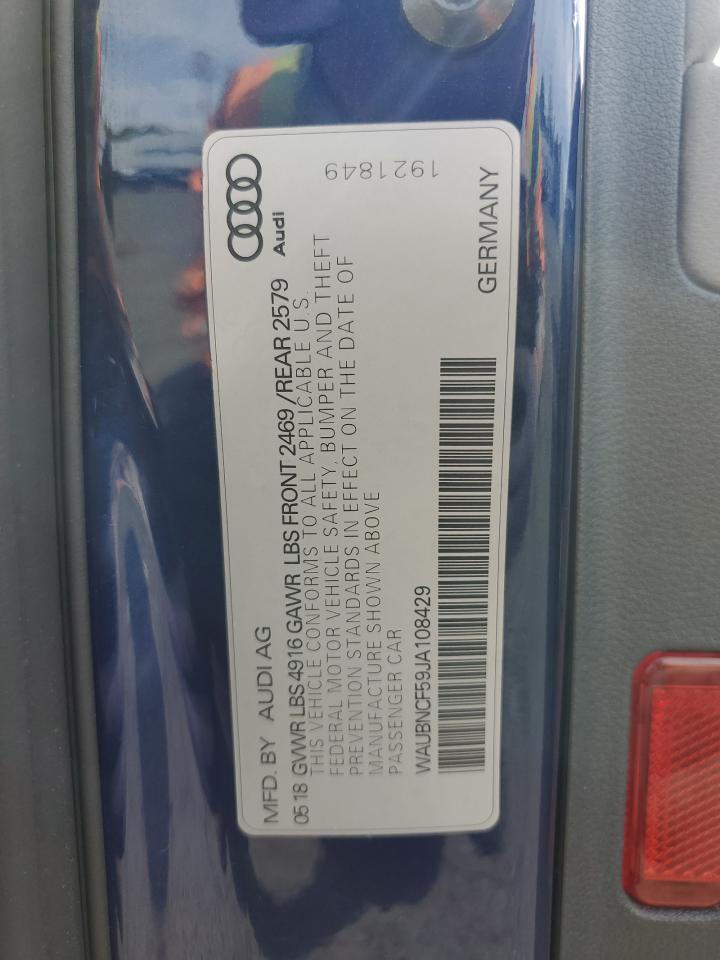 MFD. BY AUDI AG
05 18 GVWR LBS 4916 GAWR LBS FRONT 2469 /REAR 2579
THIS VEHICLE CONFORMS TO ALL APPLICABLE U.S.
FEDERAL MOTOR VEHICLE SAFETY, BUMPER AND THEFT
PREVENTION STANDARDS IN EFFECT ON THE DATE OF
MANUFACTURE SHOWN ABOVE
PASSENGER CAR
WAUBNCF59JA108429
Audi
1921849
GERMANY